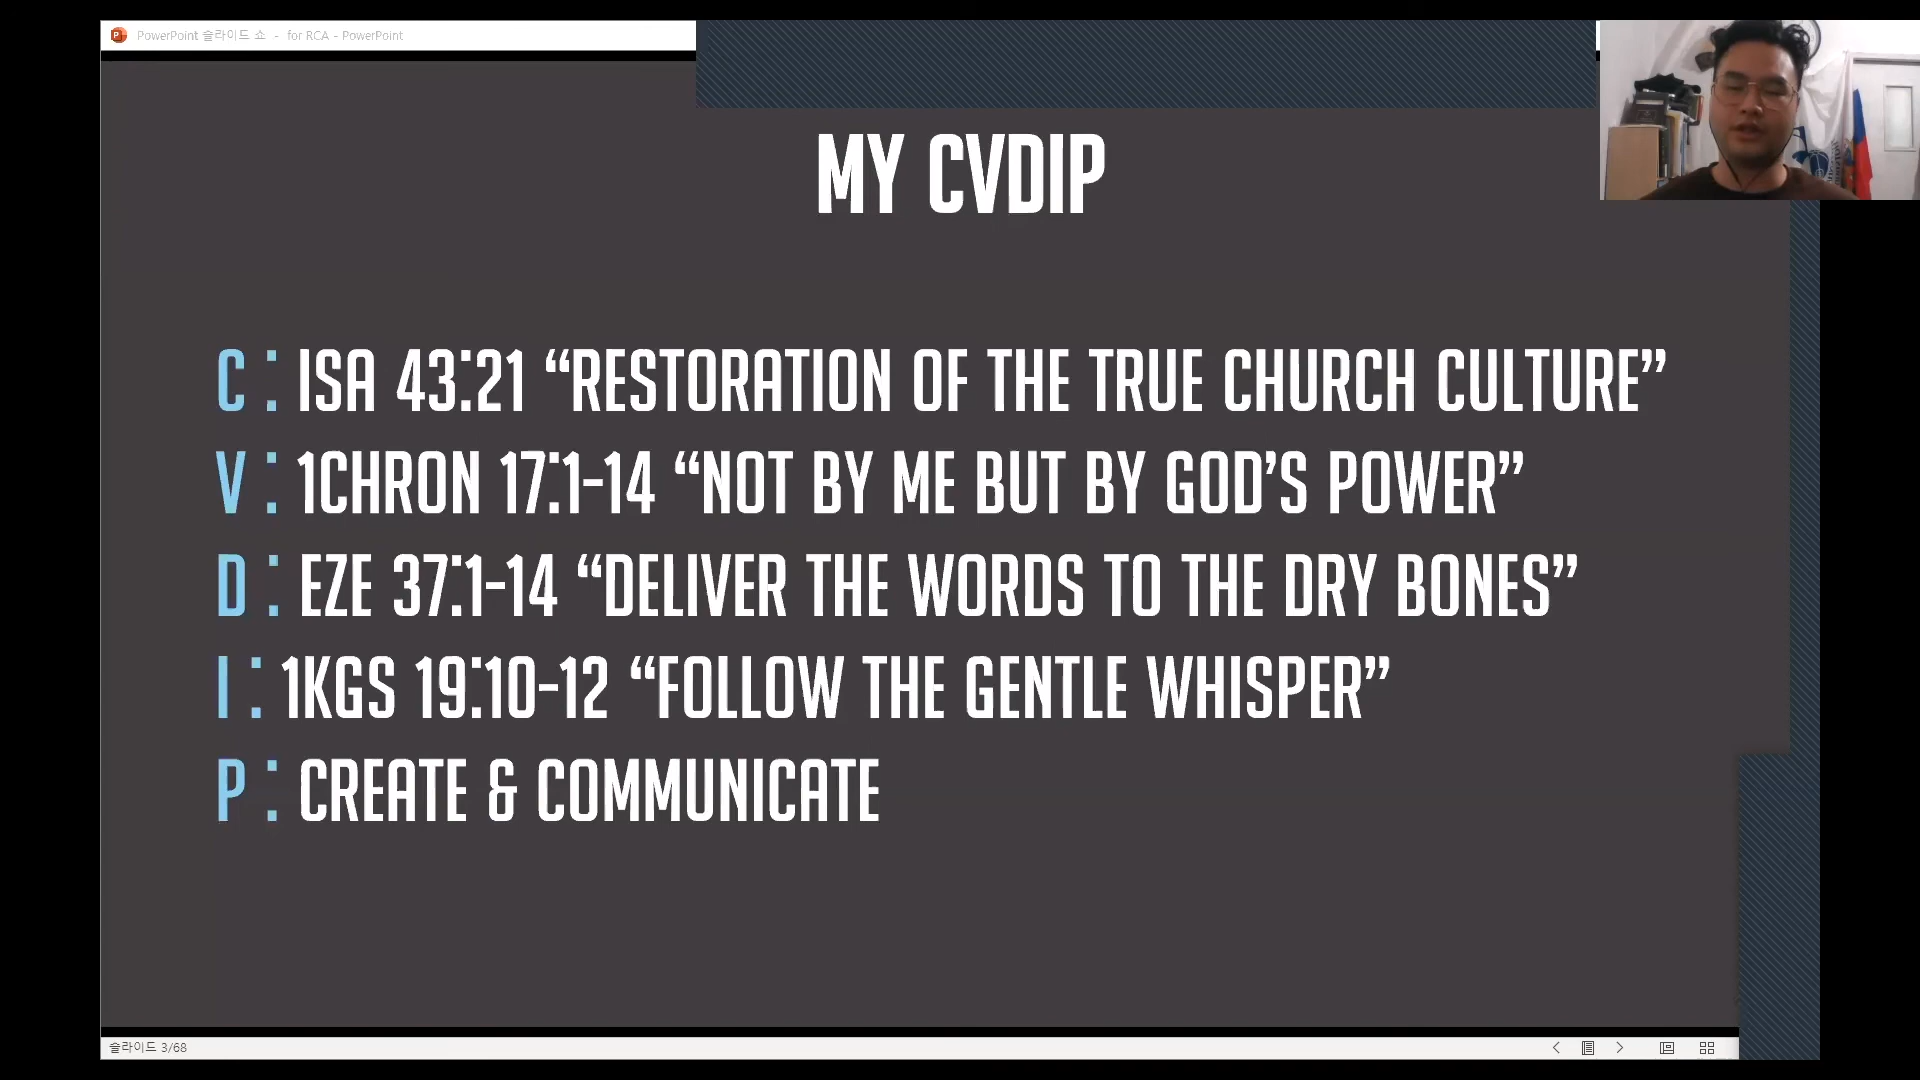 PowerPoint 슬라이드 쇼 - for RCA - PowerPoint
MY CVDIP
C : ISA 43:21 “RESTORATION OF THE TRUE CHURCH CULTURE”
V : 1CHRON 17:1-14 “NOT BY ME BUT BY GOD’S POWER”
D : EZE 37:1-14 “DELIVER THE WORDS TO THE DRY BONES”
I : 1KGS 19:10-12 “FOLLOW THE GENTLE WHISPER”
P : CREATE & COMMUNICATE
슬라이드 3/68